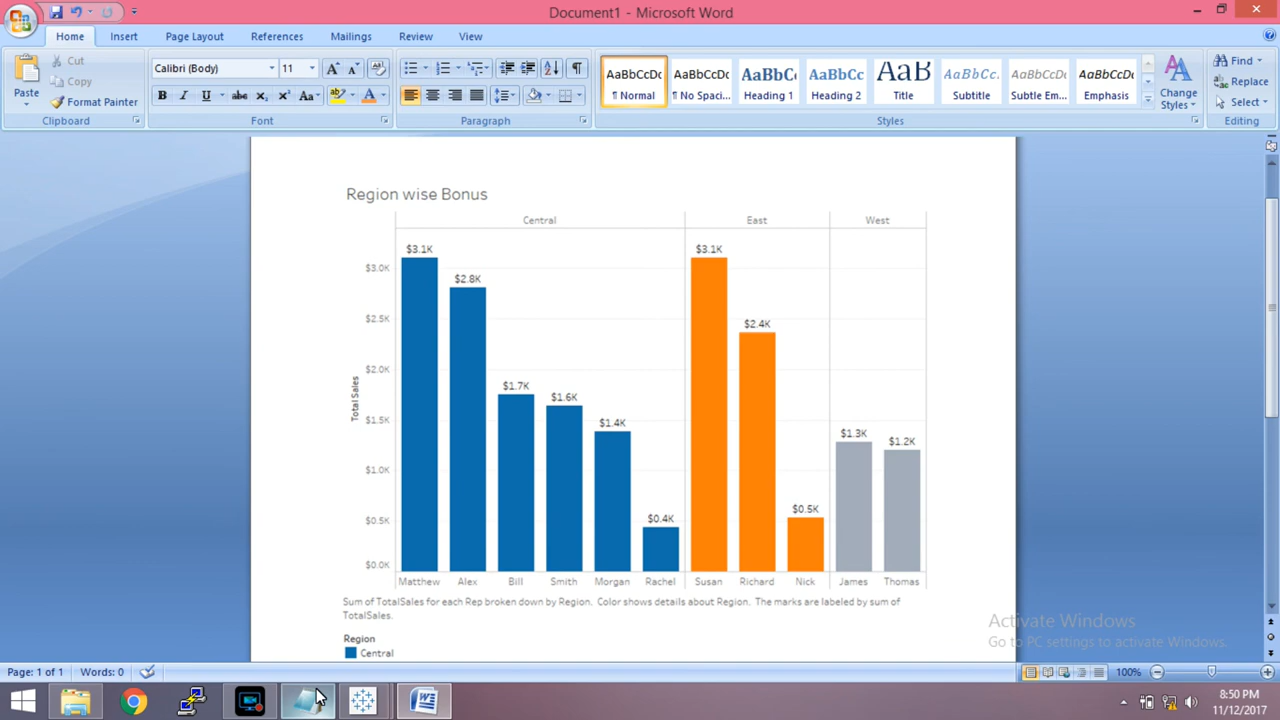 Document1 - Microsoft Word
Home Insert Page Layout References Mailings Review View
Paste
Cut
Copy
Format Painter
Clipboard
Calibri (Body) 11
B I U abc x₂ x² Aa
Font
Paragraph
AaBbCcDc AaBbCcDc AaBbC AaBbCc AaB AaBbCc. AaBbCcDc AaBbCcDc
¶ Normal ¶ No Spaci... Heading 1 Heading 2 Title Subtitle Subtle Em... Emphasis
Change
Styles
Styles
Find
Replace
Select
Editing
Region wise Bonus
Central East West
$3.1K $2.8K $1.7K $1.6K $1.4K $0.4K $3.1K $2.4K $0.5K $1.3K $1.2K
Total Sales
$3.0K
$2.5K
$2.0K
$1.5K
$1.0K
$0.5K
$0.0K
Matthew Alex Bill Smith Morgan Rachel Susan Richard Nick James Thomas
Sum of TotalSales for each Rep broken down by Region. Color shows details about Region. The marks are labeled by sum of
TotalSales.
Region
Central
Activate Windows
Go to PC settings to activate Windows.
Page: 1 of 1 Words: 0 100%
8:50 PM
11/12/2017